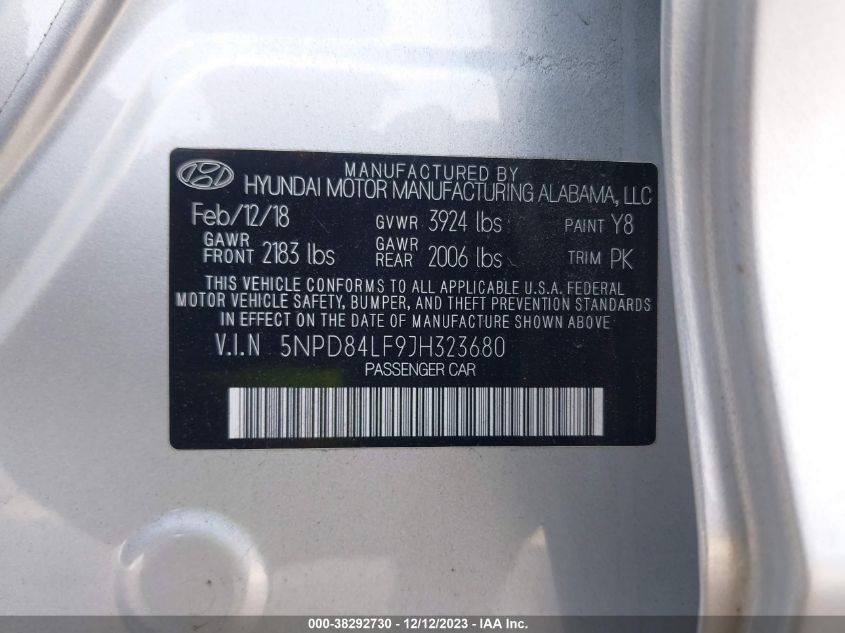 MANUFACTURED BY
HYUNDAI MOTOR MANUFACTURING ALABAMA, LLC
Feb/12/18 GVWR 3924 lbs PAINT Y8
GAWR FRONT 2183 lbs GAWR REAR 2006 lbs TRIM PK
THIS VEHICLE CONFORMS TO ALL APPLICABLE U.S.A. FEDERAL
MOTOR VEHICLE SAFETY, BUMPER, AND THEFT PREVENTION STANDARDS
IN EFFECT ON THE DATE OF MANUFACTURE SHOWN ABOVE
V.I.N 5NPD84LF9JH323680
PASSENGER CAR
000-38292730 - 12/12/2023 - iaai.com